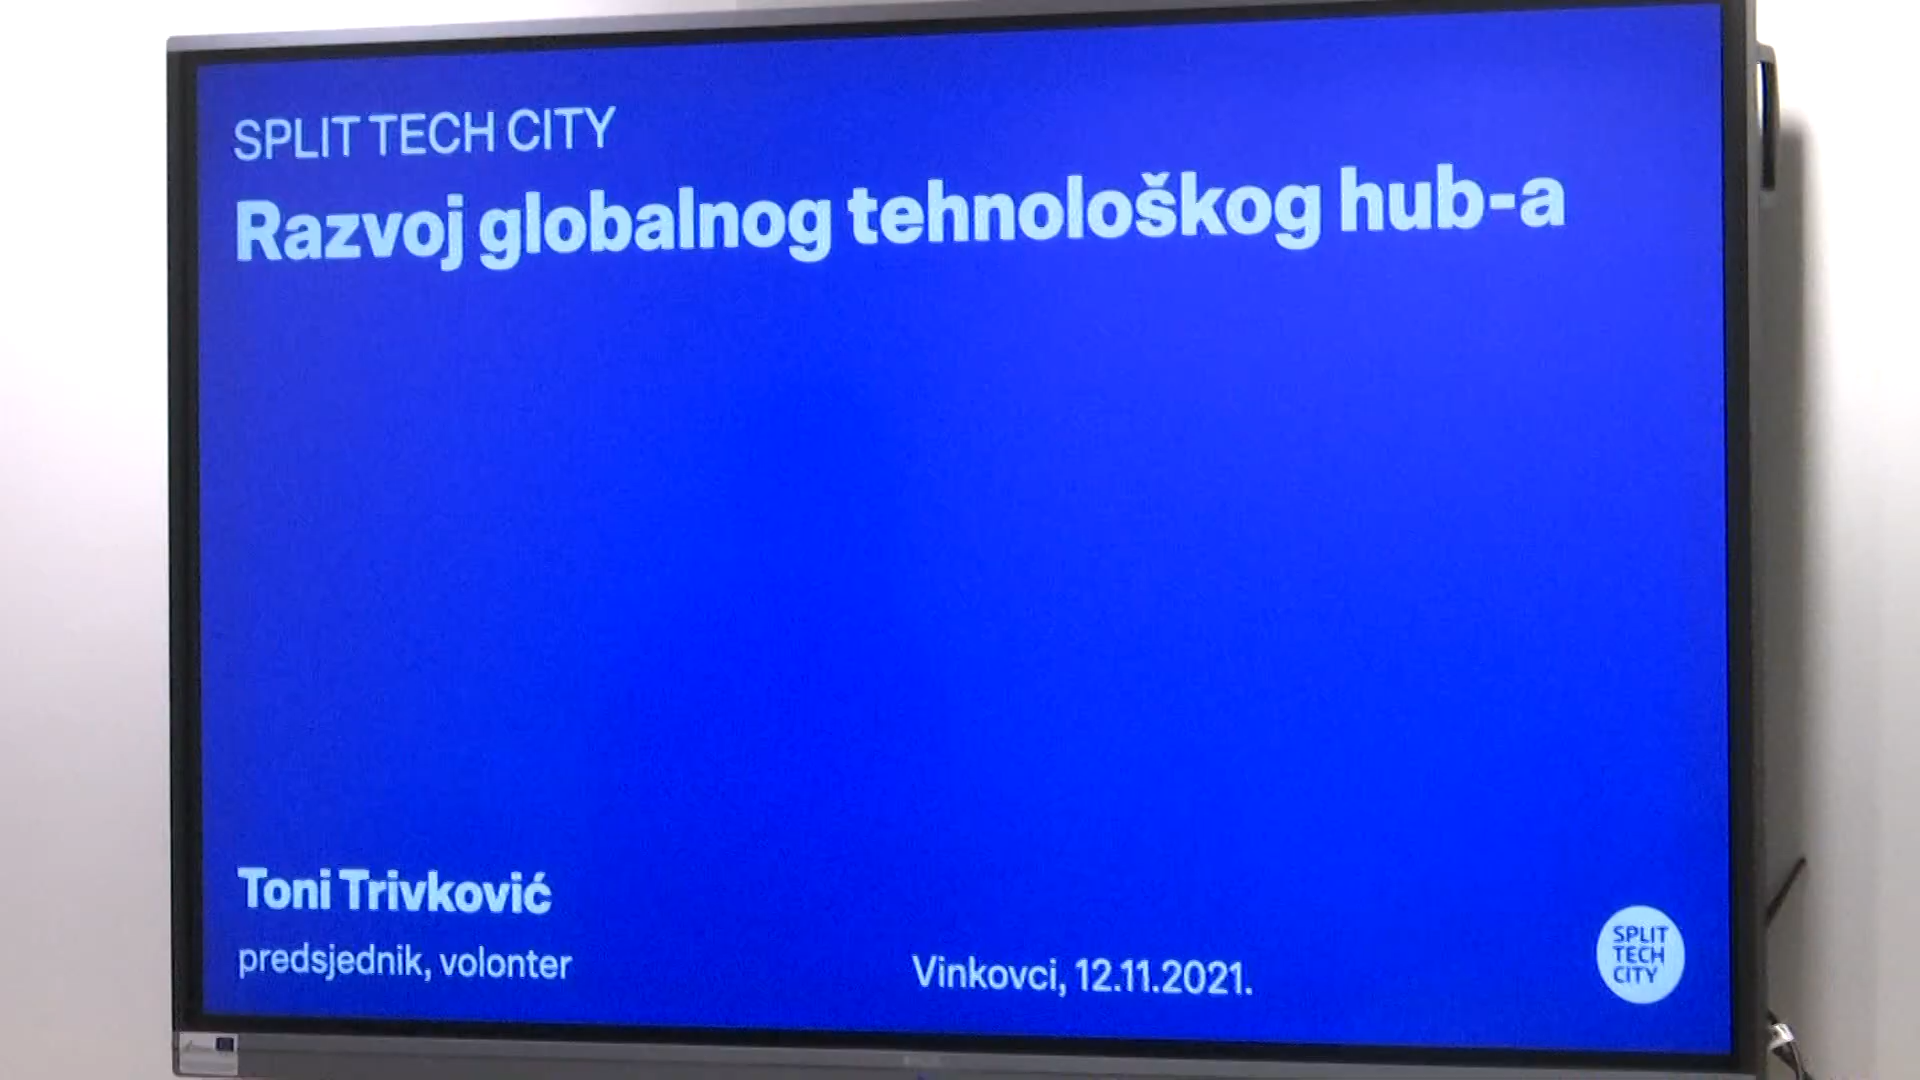 SPLIT TECH CITY
Razvoj globalnog tehnološkog hub-a
Toni Trivković
predsjednik, volonter
Vinkovci, 12.11.2021.
SPLIT
TECH
CITY